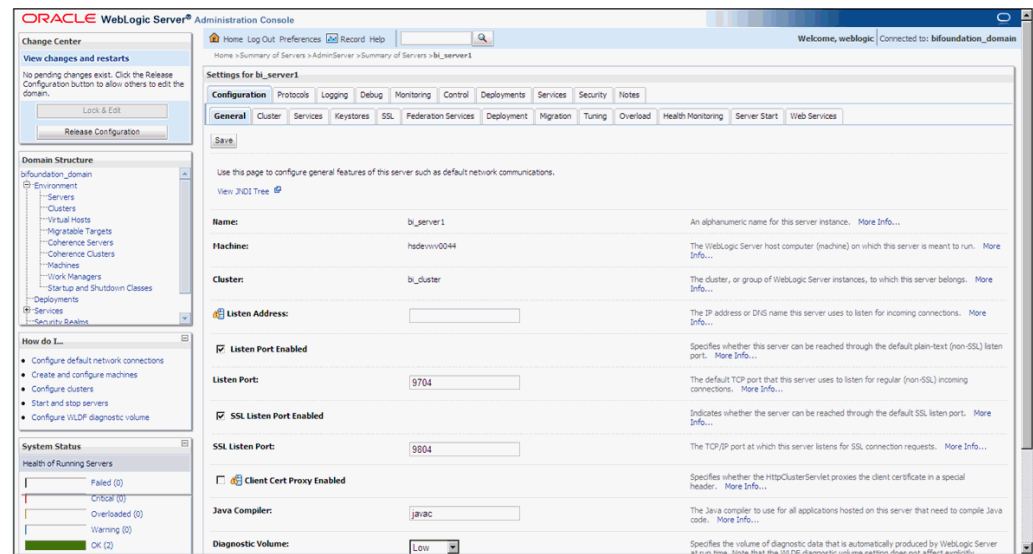 ORACLE WebLogic Server® Administration Console
Change Center
View changes and restarts
No pending changes exist. Click the Release
Configuration button to allow others to edit the
domain.
Lock & Edit
Release Configuration
Domain Structure
bifoundation_domain
Environment
Servers
Clusters
Virtual Hosts
Migratable Targets
Coherence Servers
Coherence Clusters
Machines
Work Managers
Startup and Shutdown Classes
Deployments
Services
Security Realms
How do I...
Configure default network connections
Create and configure machines
Configure clusters
Start and stop servers
Configure WLDF diagnostic volume
System Status
Health of Running Servers
Failed (0)
Critical (0)
Overloaded (0)
Warning (0)
OK (2)
Home Log Out Preferences Record Help
Welcome, weblogic Connected to: bifoundation_domain
Home >Summary of Servers >AdminServer >Summary of Servers >bi_server1
Settings for bi_server1
Configuration Protocols Logging Debug Monitoring Control Deployments Services Security Notes
General Cluster Services Keystores SSL Federation Services Deployment Migration Tuning Overload Health Monitoring Server Start Web Services
Save
Use this page to configure general features of this server such as default network communications.
View JNDI Tree
Name: bi_server1 An alphanumeric name for this server instance. More Info...
Machine: hsdevwv0044 The WebLogic Server host computer (machine) on which this server is meant to run. More
Info...
Cluster: bi_cluster The cluster, or group of WebLogic Server instances, to which this server belongs. More
Info...
Listen Address: The IP address or DNS name this server uses to listen for incoming connections. More
Info...
Listen Port Enabled Specifies whether this server can be reached through the default plain-text (non-SSL) listen
port. More Info...
Listen Port: 9704 The default TCP port that this server uses to listen for regular (non-SSL) incoming
connections. More Info...
SSL Listen Port Enabled Indicates whether the server can be reached through the default SSL listen port. More
Info...
SSL Listen Port: 9804 The TCP/IP port at which this server listens for SSL connection requests. More Info...
Client Cert Proxy Enabled Specifies whether the HttpClusterServlet proxies the client certificate in a special
header. More Info...
Java Compiler: javac The Java compiler to use for all applications hosted on this server that need to compile Java
code. More Info...
Diagnostic Volume: Low Specifies the volume of diagnostic data that is automatically produced by WebLogic Server
at run time. Note that the WLDF diagnostic volume setting does not affect explicitly